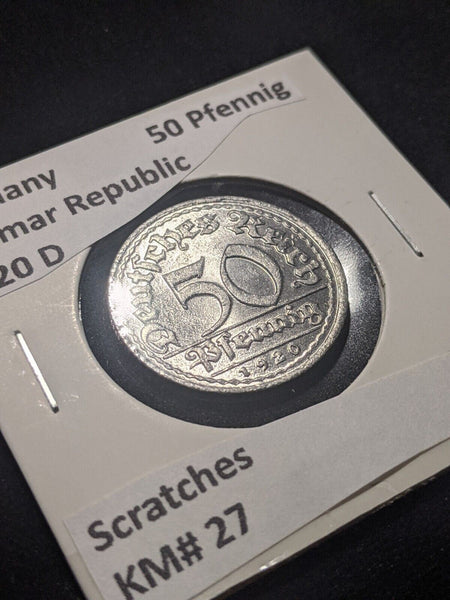 50 Pfennig
many
mar Republic
20 D
Deutsches Reich
50
Pfennig
1920
Scratches
KM# 27